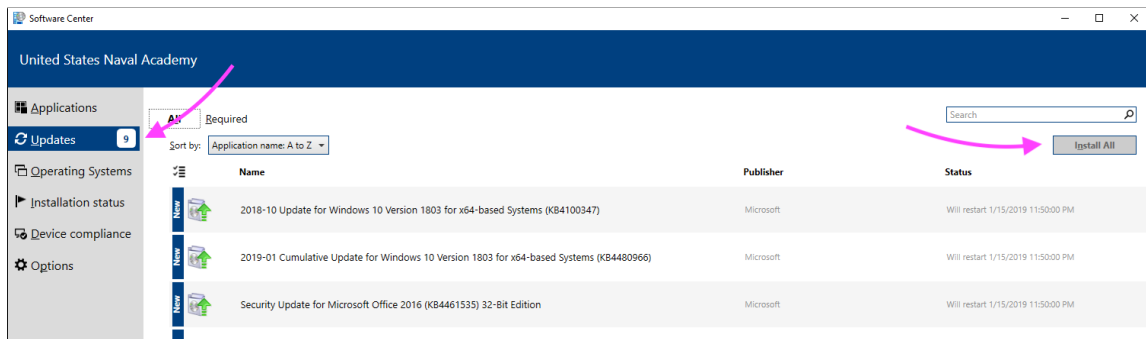 Software Center
United States Naval Academy
Applications
Updates 9
Operating Systems
Installation status
Device compliance
Options
All Required
Search
Sort by: Application name: A to Z
Install All
Name Publisher Status
New 2018-10 Update for Windows 10 Version 1803 for x64-based Systems (KB4100347) Microsoft Will restart 1/15/2019 11:50:00 PM
New 2019-01 Cumulative Update for Windows 10 Version 1803 for x64-based Systems (KB4480966) Microsoft Will restart 1/15/2019 11:50:00 PM
New Security Update for Microsoft Office 2016 (KB4461535) 32-Bit Edition Microsoft Will restart 1/15/2019 11:50:00 PM